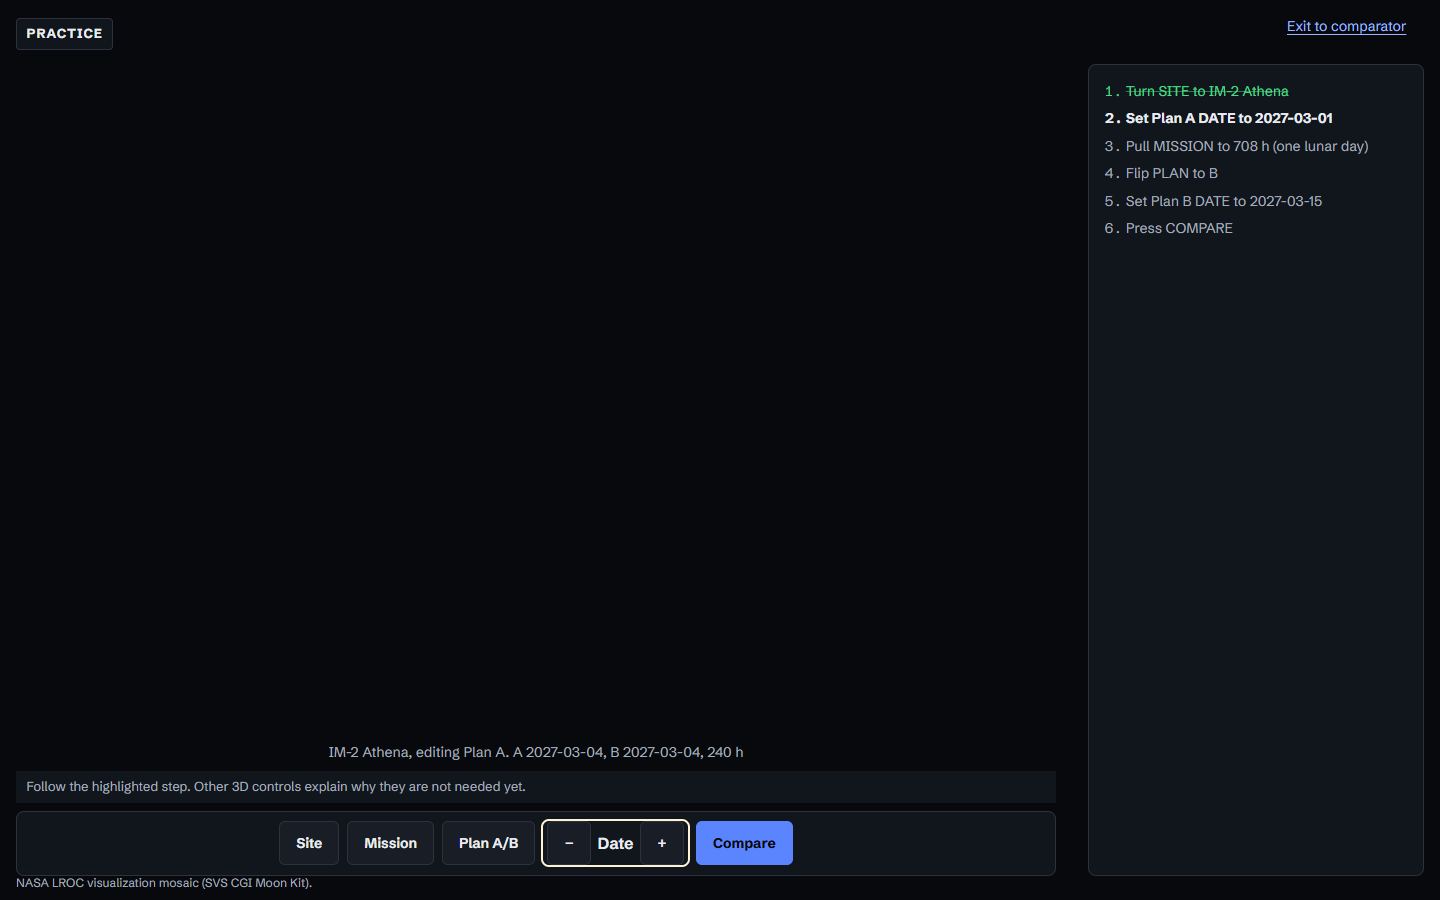 PRACTICE
Exit to comparator
1. Turn SITE to IM-2 Athena
2. Set Plan A DATE to 2027-03-01
3. Pull MISSION to 708 h (one lunar day)
4. Flip PLAN to B
5. Set Plan B DATE to 2027-03-15
6. Press COMPARE
IM-2 Athena, editing Plan A. A 2027-03-04, B 2027-03-04, 240 h
Follow the highlighted step. Other 3D controls explain why they are not needed yet.
Site Mission Plan A/B − Date + Compare
NASA LROC visualization mosaic (SVS CGI Moon Kit).